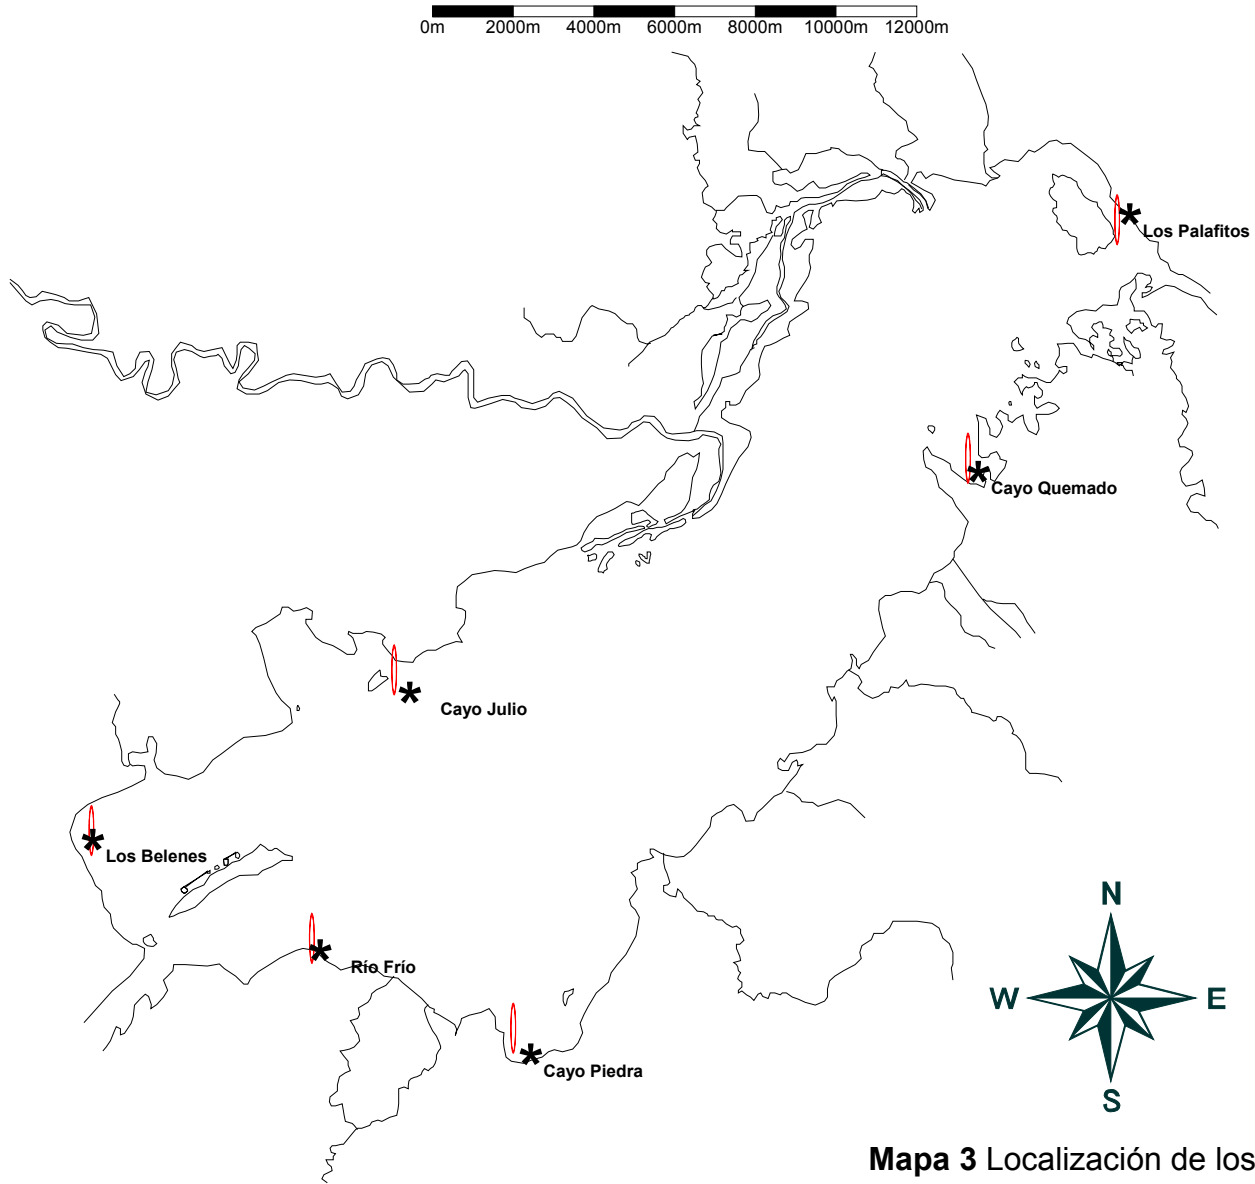 0m 2000m 4000m 6000m 8000m 10000m 12000m
Los Palafitos
Cayo Quemado
Cayo Julio
Los Belenes
Río Frío
Cayo Piedra
N
W E
S
Mapa 3 Localización de los